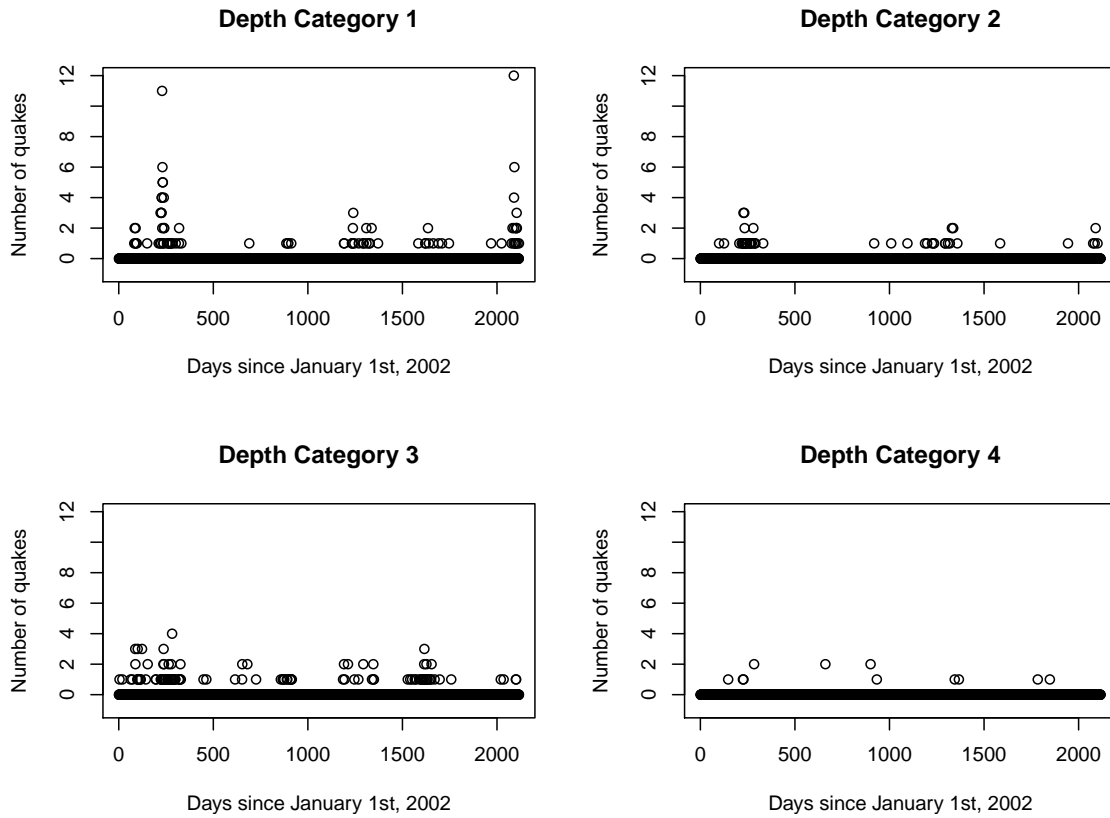 Depth Category 1
Number of quakes
0 2 4 6 8 12
0 500 1000 1500 2000
Days since January 1st, 2002
Depth Category 2
Number of quakes
0 2 4 6 8 12
0 500 1000 1500 2000
Days since January 1st, 2002
Depth Category 3
Number of quakes
0 2 4 6 8 12
0 500 1000 1500 2000
Days since January 1st, 2002
Depth Category 4
Number of quakes
0 2 4 6 8 12
0 500 1000 1500 2000
Days since January 1st, 2002